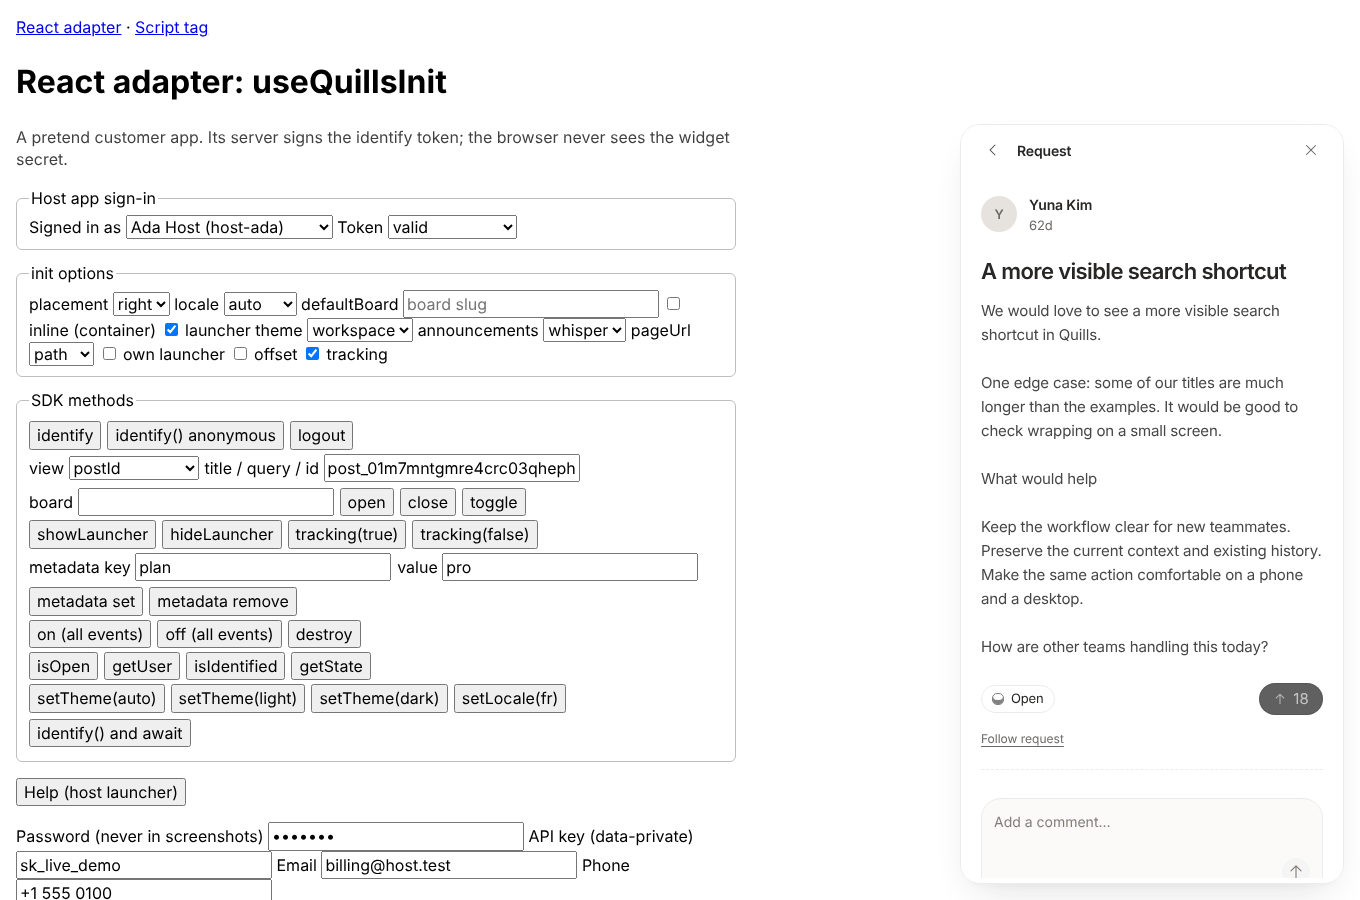 React adapter · Script tag
React adapter: useQuillsInit
A pretend customer app. Its server signs the identify token; the browser never sees the widget
secret.
Host app sign-in
Signed in as Ada Host (host-ada) Token valid
init options
placement right locale auto defaultBoard board slug
inline (container) launcher theme workspace announcements whisper pageUrl
path own launcher offset tracking
SDK methods
identify identify() anonymous logout
view postId title / query / id post_01m7mntgmre4crc03qheph
board open close toggle
showLauncher hideLauncher tracking(true) tracking(false)
metadata key plan value pro
metadata set metadata remove
on (all events) off (all events) destroy
isOpen getUser isIdentified getState
setTheme(auto) setTheme(light) setTheme(dark) setLocale(fr)
identify() and await
Help (host launcher)
Password (never in screenshots) ••••••• API key (data-private)
sk_live_demo Email billing@host.test Phone
+1 555 0100
Request
Y
Yuna Kim
62d
A more visible search shortcut
We would love to see a more visible search
shortcut in Quills.
One edge case: some of our titles are much
longer than the examples. It would be good to
check wrapping on a small screen.
What would help
Keep the workflow clear for new teammates.
Preserve the current context and existing history.
Make the same action comfortable on a phone
and a desktop.
How are other teams handling this today?
Open
18
Follow request
Add a comment…